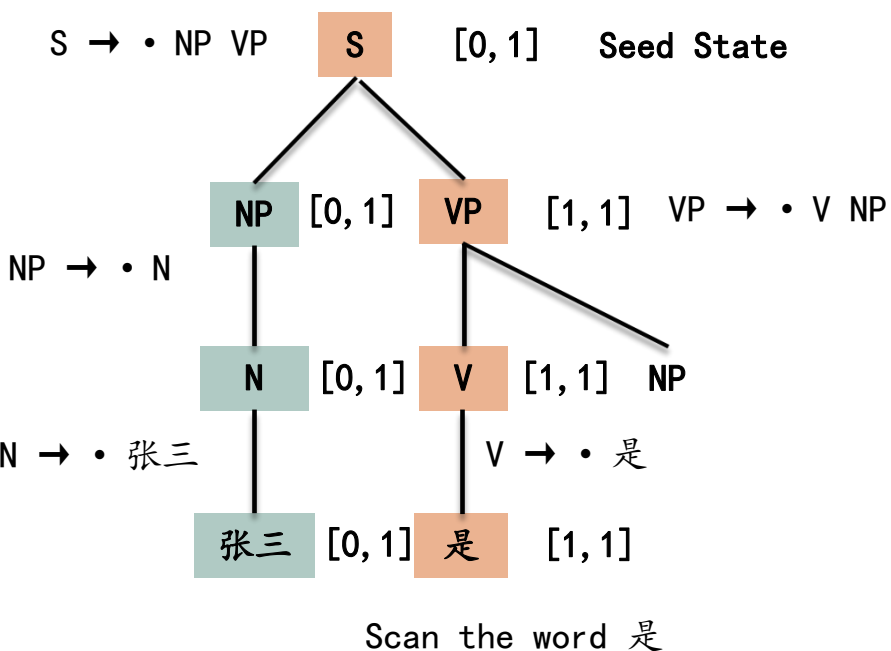 S → • NP VP S [0,1] Seed State
NP [0,1] VP [1,1] VP → • V NP
NP → • N
N [0,1] V [1,1] NP
N → • 张三 V → • 是
张三 [0,1] 是 [1,1]
Scan the word 是